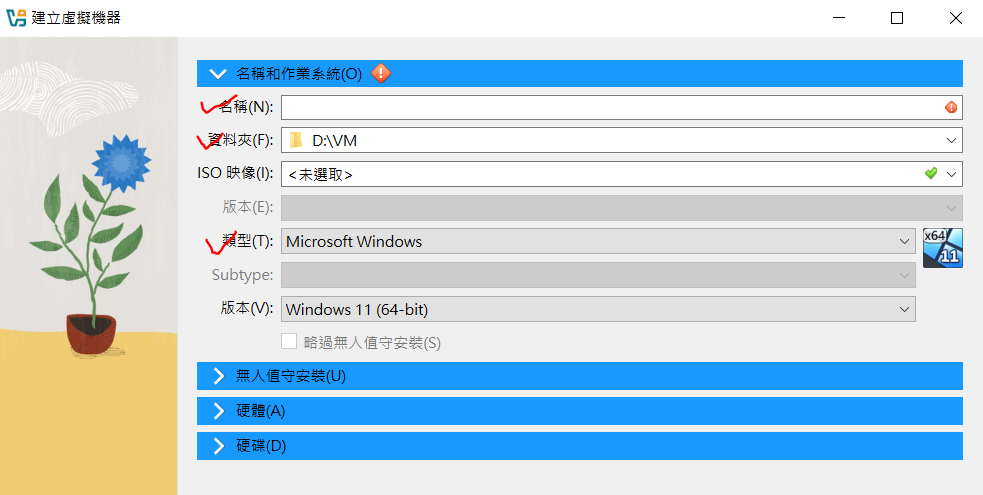 建立虛擬機器
名稱和作業系統(O)
名稱(N):
資料夾(F): D:\VM
ISO 映像(I): <未選取>
版本(E):
類型(T): Microsoft Windows
x64
11
Subtype:
版本(V): Windows 11 (64-bit)
略過無人值守安裝(S)
無人值守安裝(U)
硬體(A)
硬碟(D)